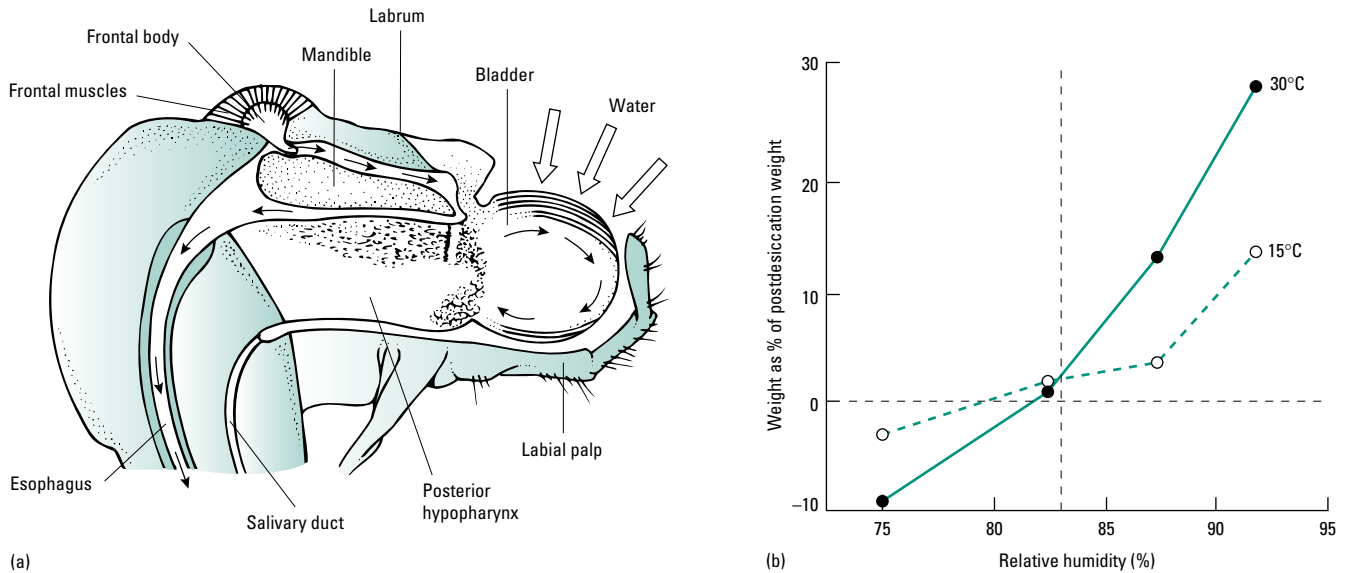 Labrum
Frontal body
Mandible
Bladder
Frontal muscles
Water
Esophagus
Salivary duct
Posterior
hypopharynx
Labial palp
(a)
30
20
10
0
–10
Weight as % of postdesiccation weight
30°C
15°C
75
80
85
90
95
Relative humidity (%)
(b)